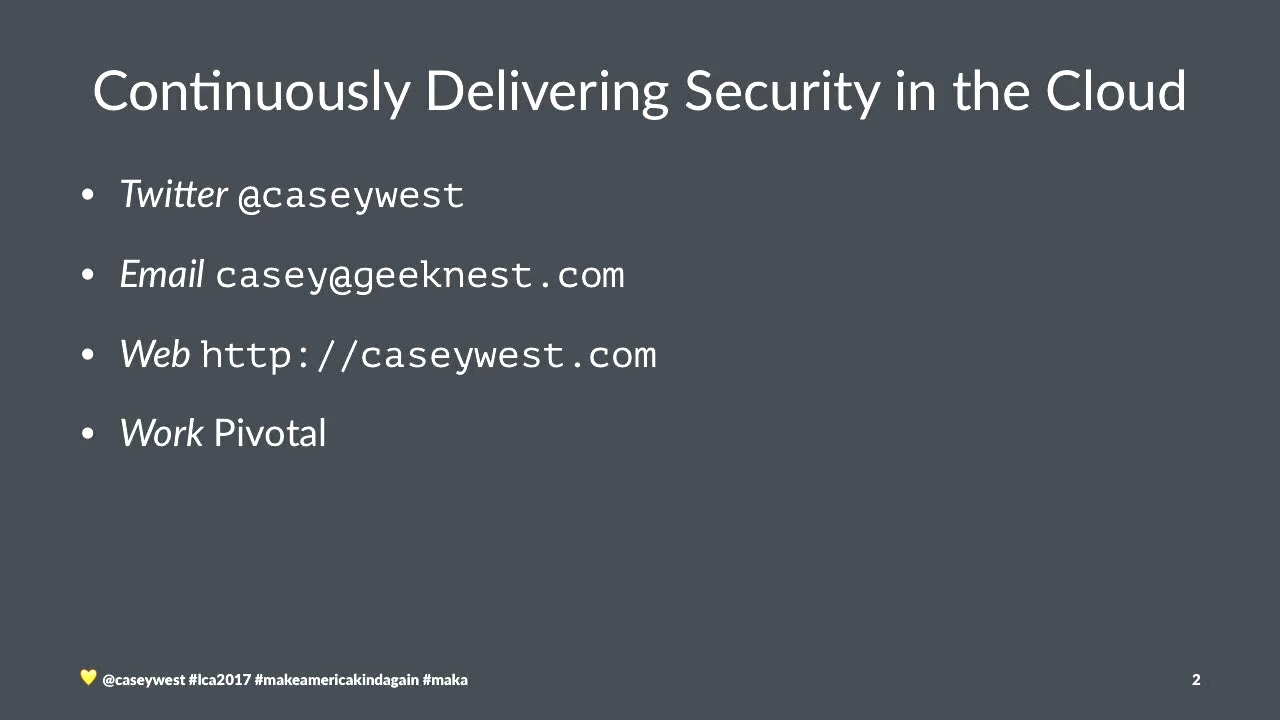 Continuously Delivering Security in the Cloud
• Twitter @caseywest
• Email casey@geeknest.com
• Web http://caseywest.com
• Work Pivotal
💛 @caseywest #lca2017 #makeamericakindagain #maka
2